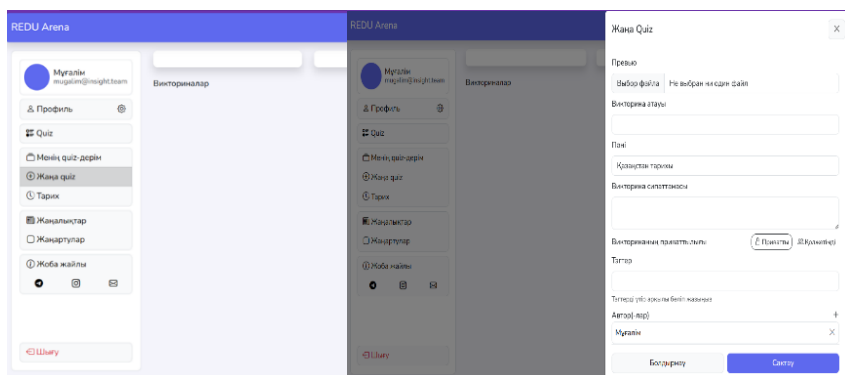 REDU Arena
Мұғалім
mugalim@insight.team
Профиль
Quiz
Менің quiz-дерім
Жаңа quiz
Тарих
Жаңалықтар
Жаңартулар
Жоба жайлы
Шығу
Викториналар
REDU Arena
Мұғалім
mugalim@insight.team
Профиль
Quiz
Менің quiz-дерім
Жаңа quiz
Тарих
Жаңалықтар
Жаңартулар
Жоба жайлы
Шығу
Викториналар
Жаңа Quiz
X
Превью
Выбор файла Не выбран ни один файл
Викторина атауы
Пәні
Қазақстан тарихы
Викторина сипаттамасы
Викторинаның приваттылығы Приватты Қолжетімді
Тәгтер
Тәгтерді үтір арқылы бөліп жазыңыз
Автор(-лар) +
Мұғалім X
Болдырмау Сақтау